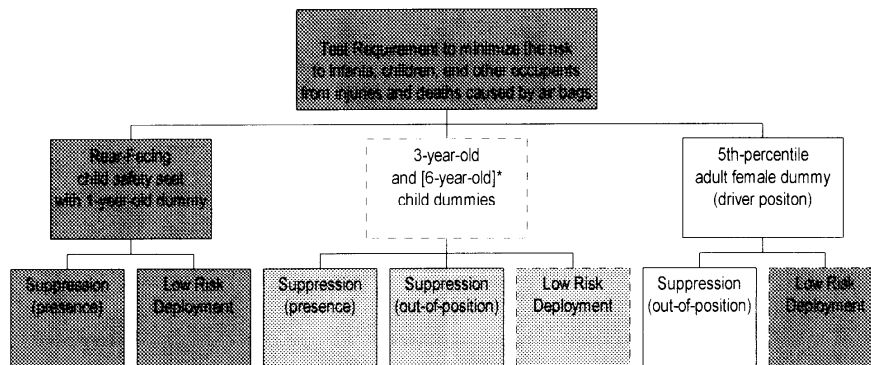 Test Requirement to minimize the risk
to infants, children, and other occupants
from injuries and deaths caused by air bags
Rear-Facing
child safety seat
with 1-year-old dummy
3-year-old
and [6-year-old]*
child dummies
5th-percentile
adult female dummy
(driver positon)
Suppression
(presence)
Low Risk
Deployment
Suppression
(presence)
Suppression
(out-of-position)
Low Risk
Deployment
Suppression
(out-of-position)
Low Risk
Deployment